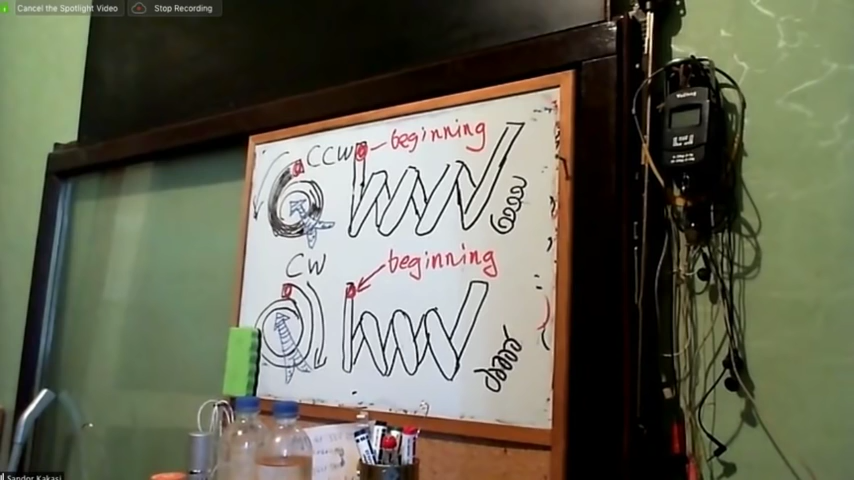 Cancel the Spotlight Video
Stop Recording
CCW
beginning
CW
beginning
Sandor Kakasi